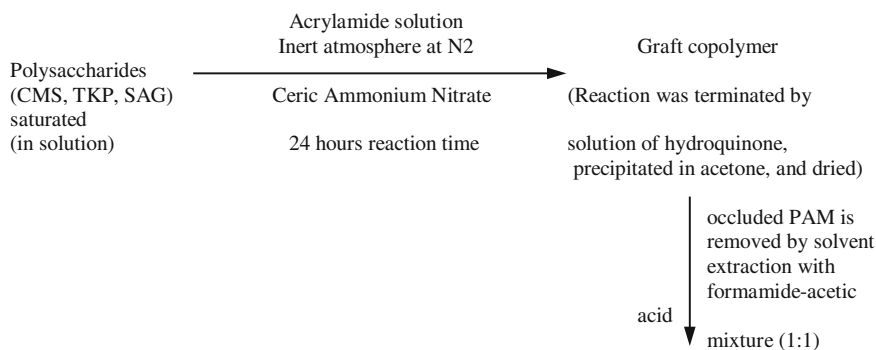 Acrylamide solution
Inert atmosphere at N2
Graft copolymer
Polysaccharides
(CMS, TKP, SAG)
saturated
(in solution)
Ceric Ammonium Nitrate
24 hours reaction time
(Reaction was terminated by
solution of hydroquinone,
precipitated in acetone, and dried)
occluded PAM is
removed by solvent
extraction with
formamide-acetic
acid
mixture (1:1)